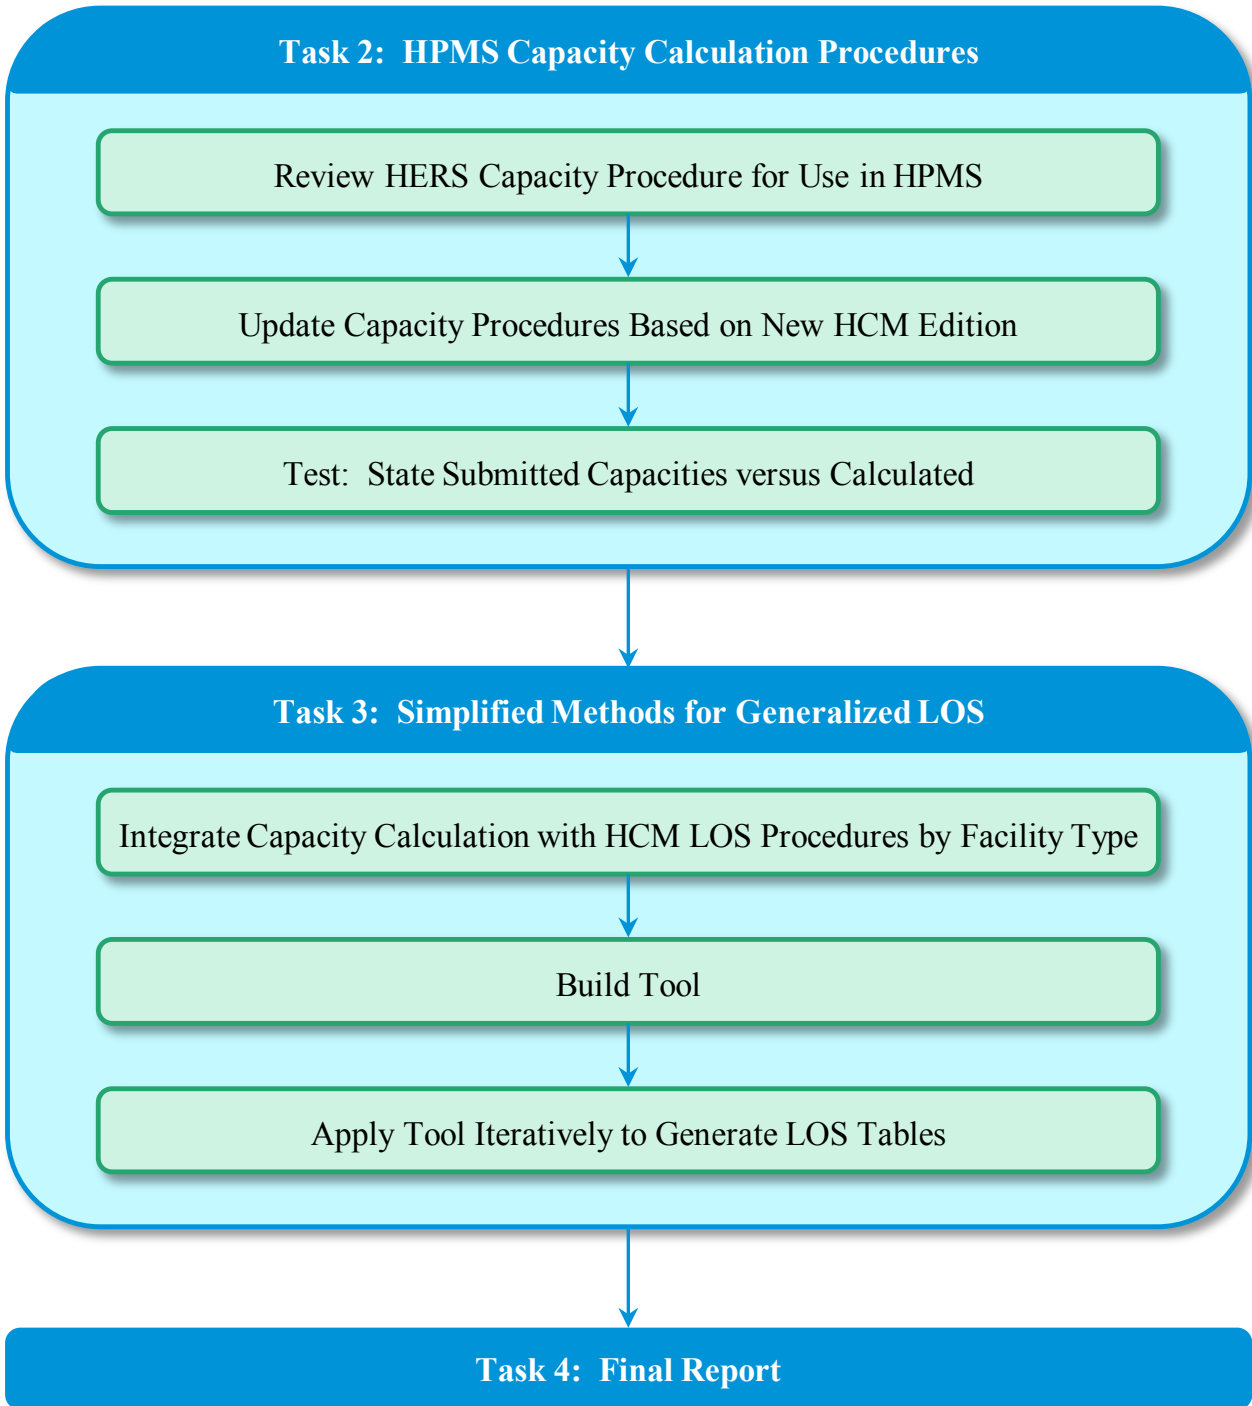 Task 2:  HPMS Capacity Calculation Procedures
Review HERS Capacity Procedure for Use in HPMS
Update Capacity Procedures Based on New HCM Edition
Test:  State Submitted Capacities versus Calculated
Task 3:  Simplified Methods for Generalized LOS
Integrate Capacity Calculation with HCM LOS Procedures by Facility Type
Build Tool
Apply Tool Iteratively to Generate LOS Tables
Task 4:  Final Report